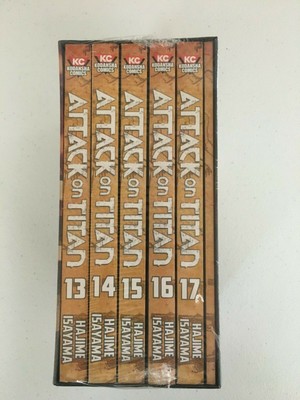 KC
KODANSHA
COMICS
ATTACK ON TITAN
13
HAJIME
ISAYAMA
KC
KODANSHA
COMICS
ATTACK ON TITAN
14
HAJIME
ISAYAMA
KC
KODANSHA
COMICS
ATTACK ON TITAN
15
HAJIME
ISAYAMA
KC
KODANSHA
COMICS
ATTACK ON TITAN
16
HAJIME
ISAYAMA
KC
KODANSHA
COMICS
ATTACK ON TITAN
17
HAJIME
ISAYAMA